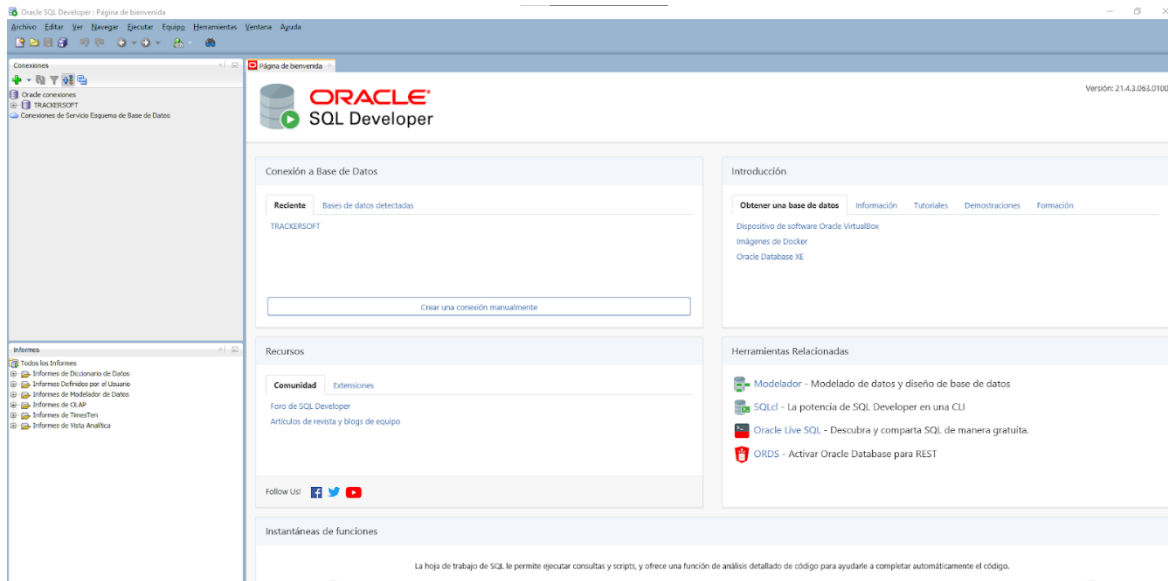 Oracle SQL Developer : Página de bienvenida
Archivo Editar Ver Navegar Ejecutar Equipo Herramientas Ventana Ayuda
Conexiones
Oracle conexiones
TRACKERSOFT
Conexiones de Servicio Esquema de Base de Datos
Informes
Todos los Informes
Informes de Diccionario de Datos
Informes Definidos por el Usuario
Informes de Modelador de Datos
Informes de OLAP
Informes de TimesTen
Informes de Vista Analítica
Página de bienvenida
ORACLE
SQL Developer
Versión: 21.4.3.063.0100
Conexión a Base de Datos
Reciente Bases de datos detectadas
TRACKERSOFT
Crear una conexión manualmente
Introducción
Obtener una base de datos Información Tutoriales Demostraciones Formación
Dispositivo de software Oracle VirtualBox
Imágenes de Docker
Oracle Database XE
Recursos
Comunidad Extensiones
Foro de SQL Developer
Artículos de revista y blogs de equipo
Follow Us!
Herramientas Relacionadas
Modelador - Modelado de datos y diseño de base de datos
SQLcl - La potencia de SQL Developer en una CLI
Oracle Live SQL - Descubra y comparta SQL de manera gratuita.
ORDS - Activar Oracle Database para REST
Instantáneas de funciones
La hoja de trabajo de SQL le permite ejecutar consultas y scripts, y ofrece una función de análisis detallado de código para ayudarle a completar automáticamente el código.